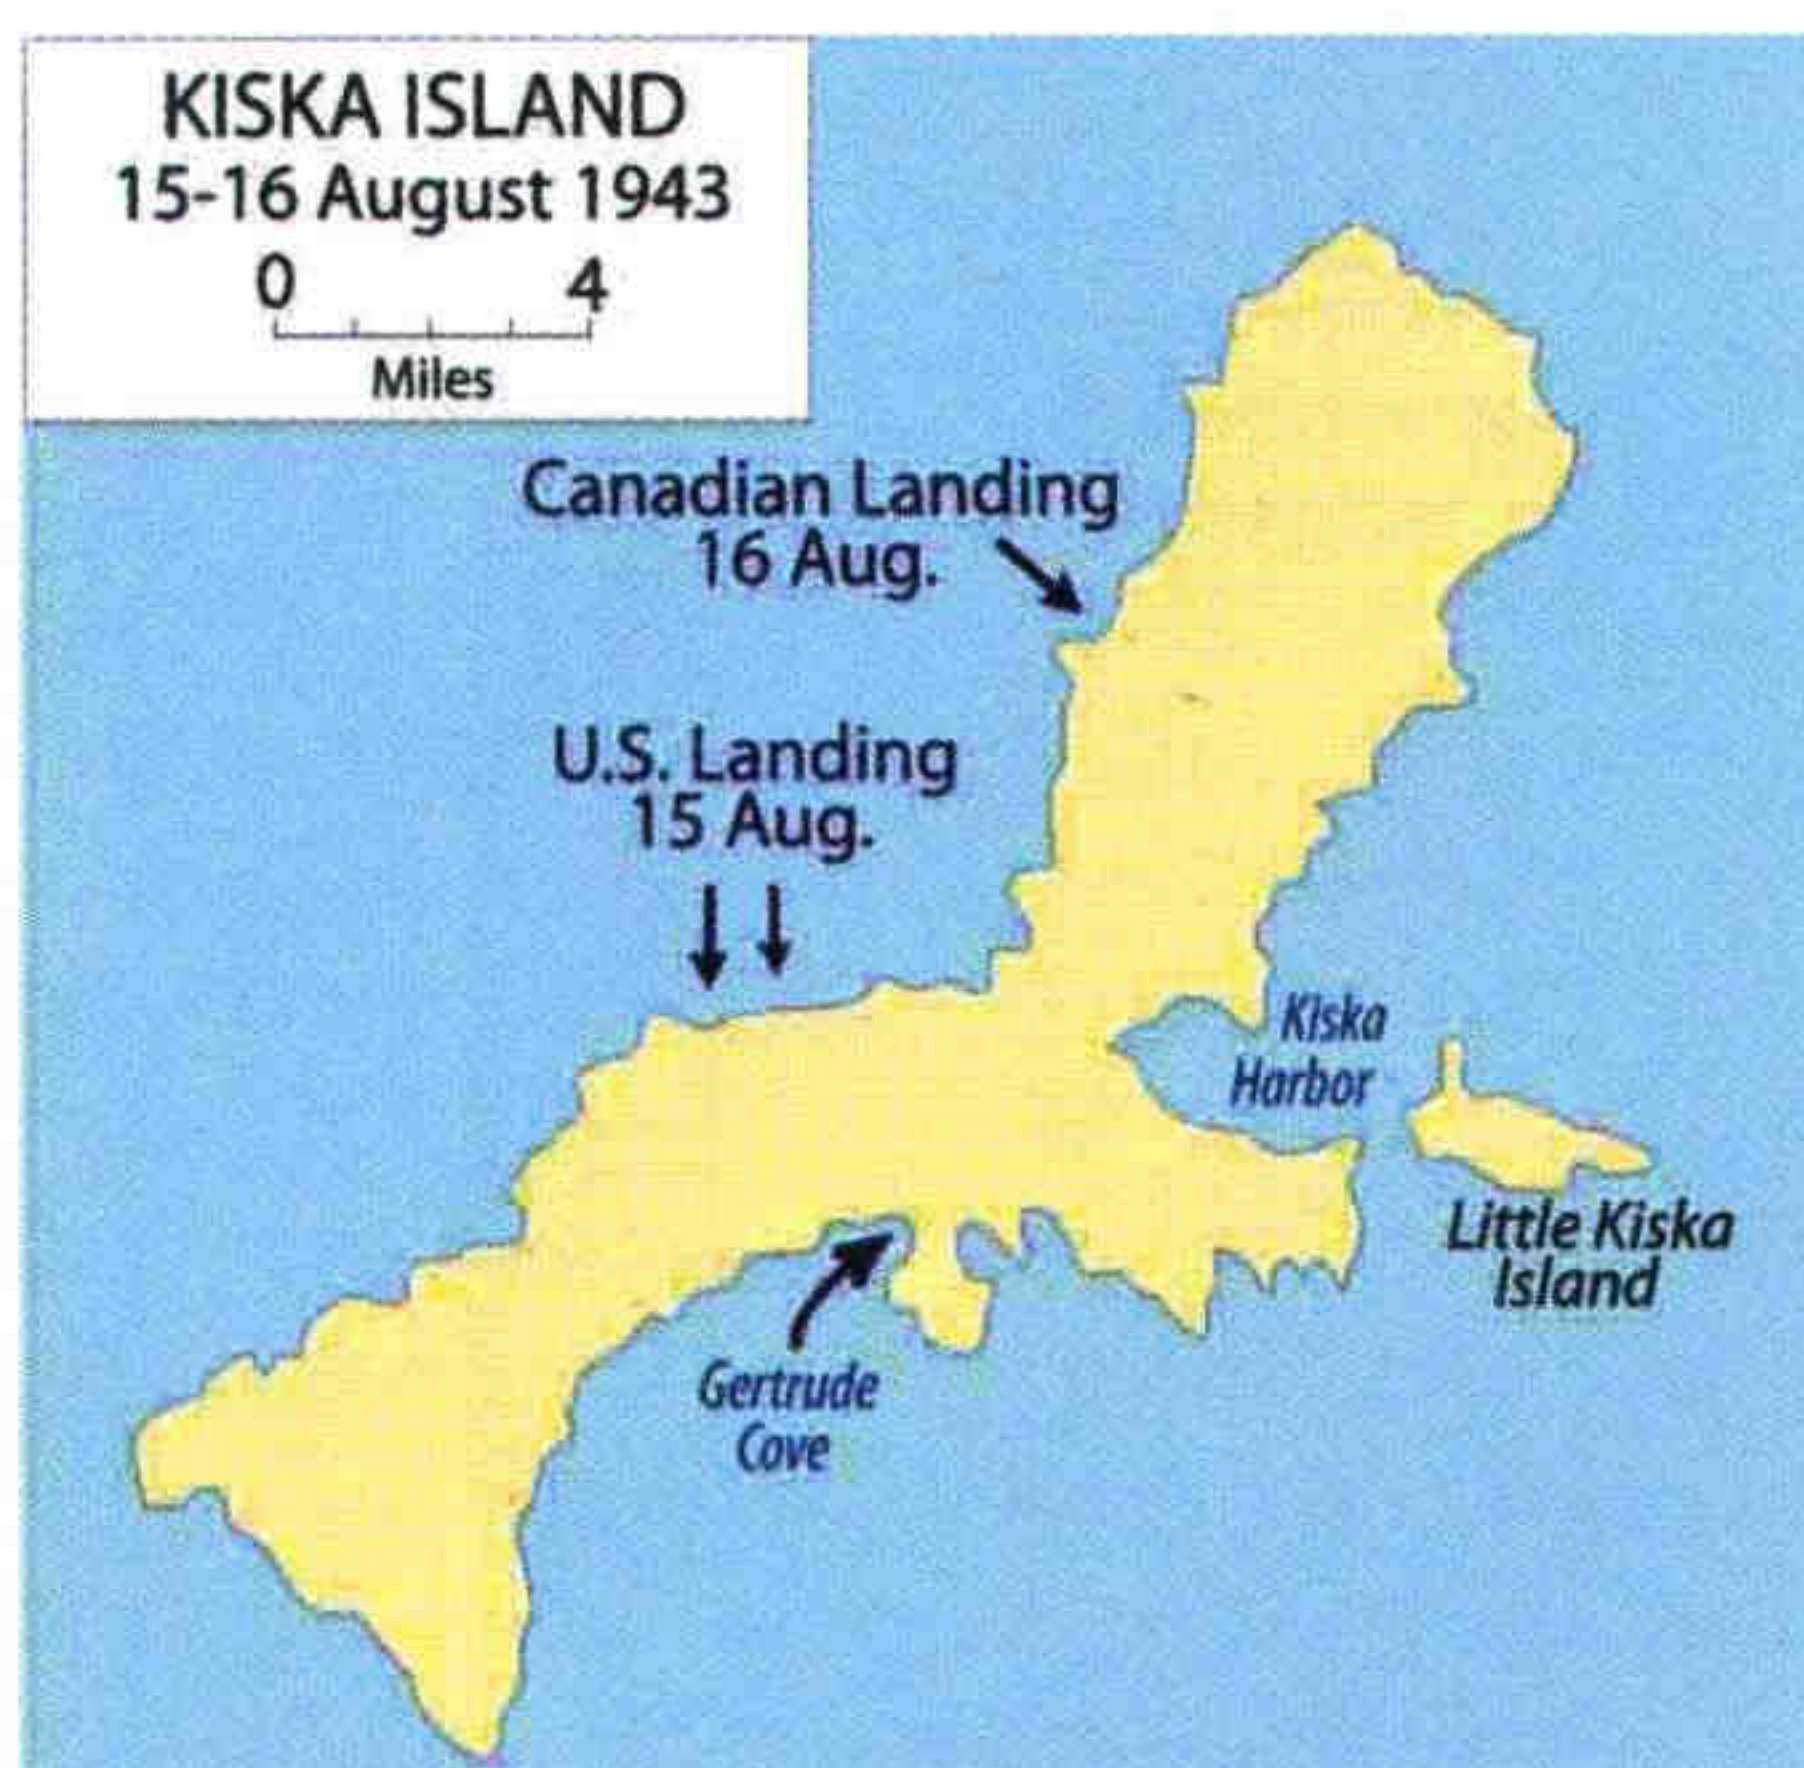 KISKA ISLAND
15-16 August 1943
0 4
Miles
Canadian Landing
16 Aug.
U.S. Landing
15 Aug.
Kiska
Harbor
Little Kiska
Island
Gertrude
Cove